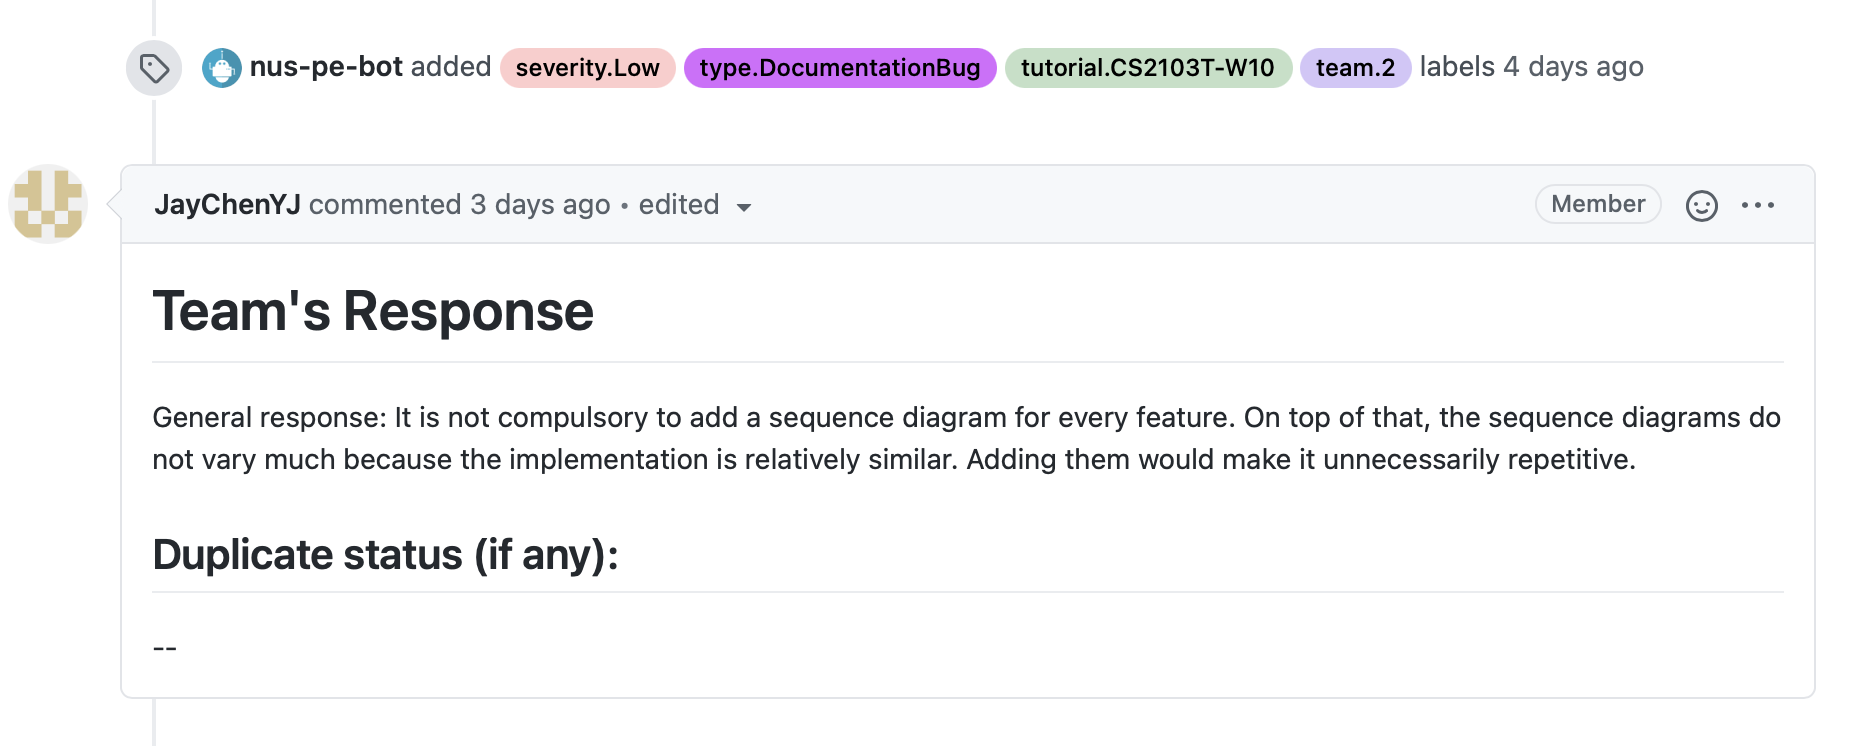 nus-pe-bot added severity.Low type.DocumentationBug tutorial.CS2103T-W10 team.2 labels 4 days ago
JayChenYJ commented 3 days ago • edited Member
Team's Response
General response: It is not compulsory to add a sequence diagram for every feature. On top of that, the sequence diagrams do
not vary much because the implementation is relatively similar. Adding them would make it unnecessarily repetitive.
Duplicate status (if any):
--